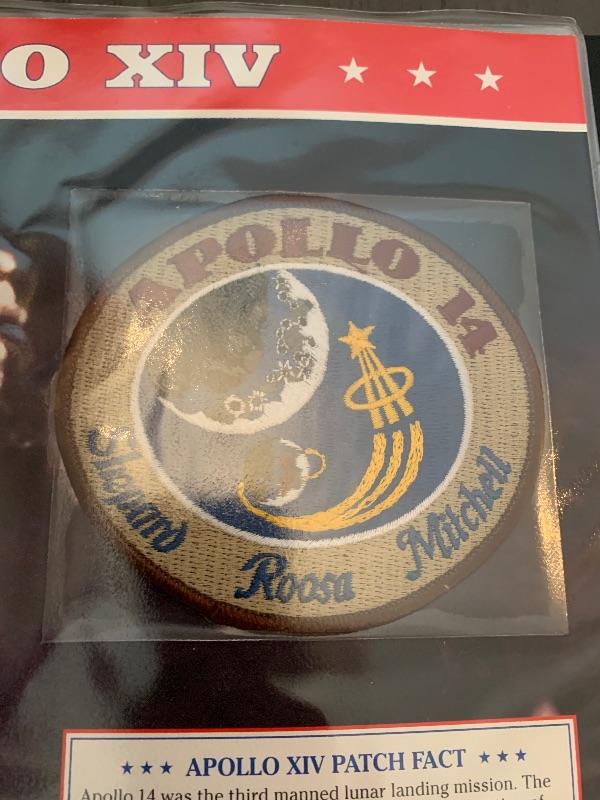 O XIV
APOLLO 14
Shepard
Roosa
Mitchell
APOLLO XIV PATCH FACT
Apollo 14 was the third manned lunar landing mission. The
of